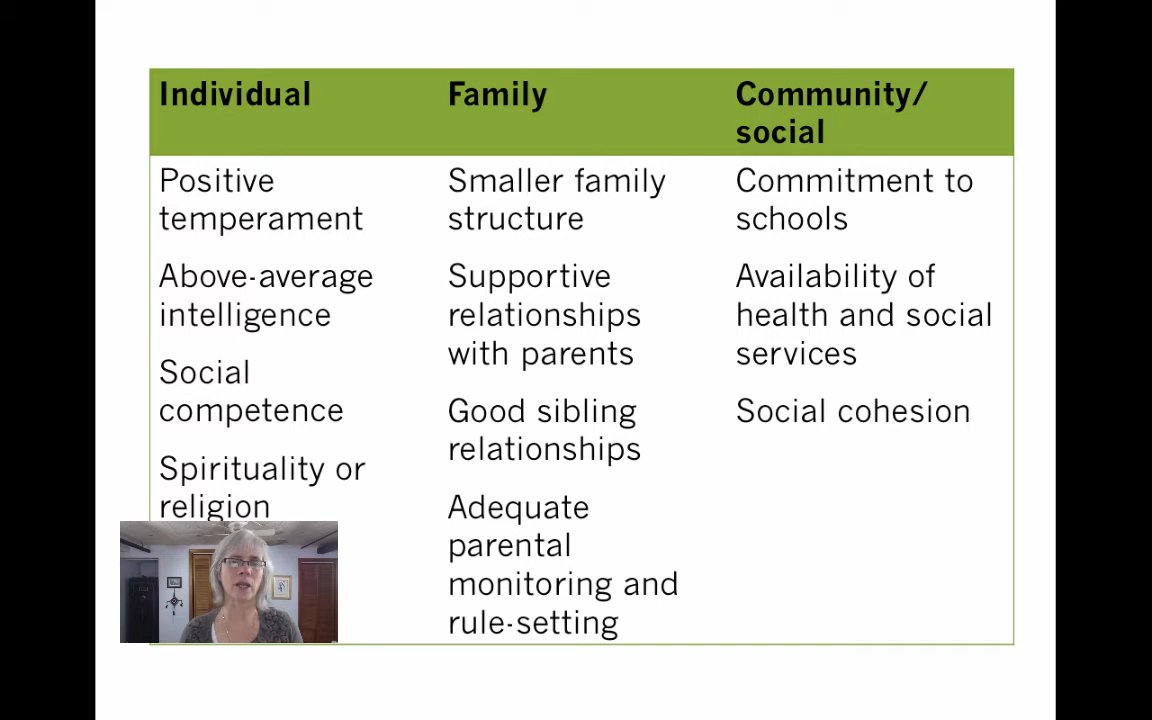 Individual
Family
Community/
social
Positive
temperament
Above-average
intelligence
Social
competence
Spirituality or
religion
Smaller family
structure
Supportive
relationships
with parents
Good sibling
relationships
Adequate
parental
monitoring and
rule-setting
Commitment to
schools
Availability of
health and social
services
Social cohesion